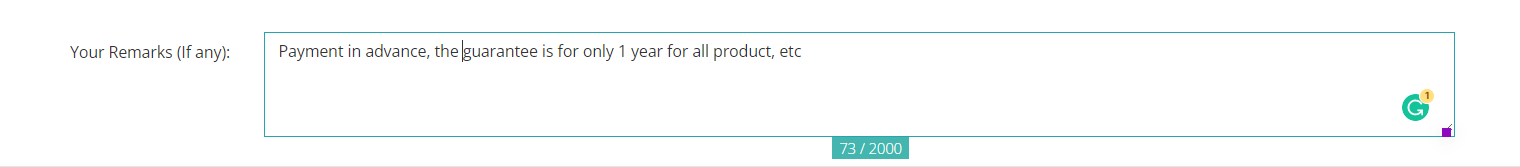 Your Remarks (If any): Payment in advance, the guarantee is for only 1 year for all product, etc
1
73 / 2000